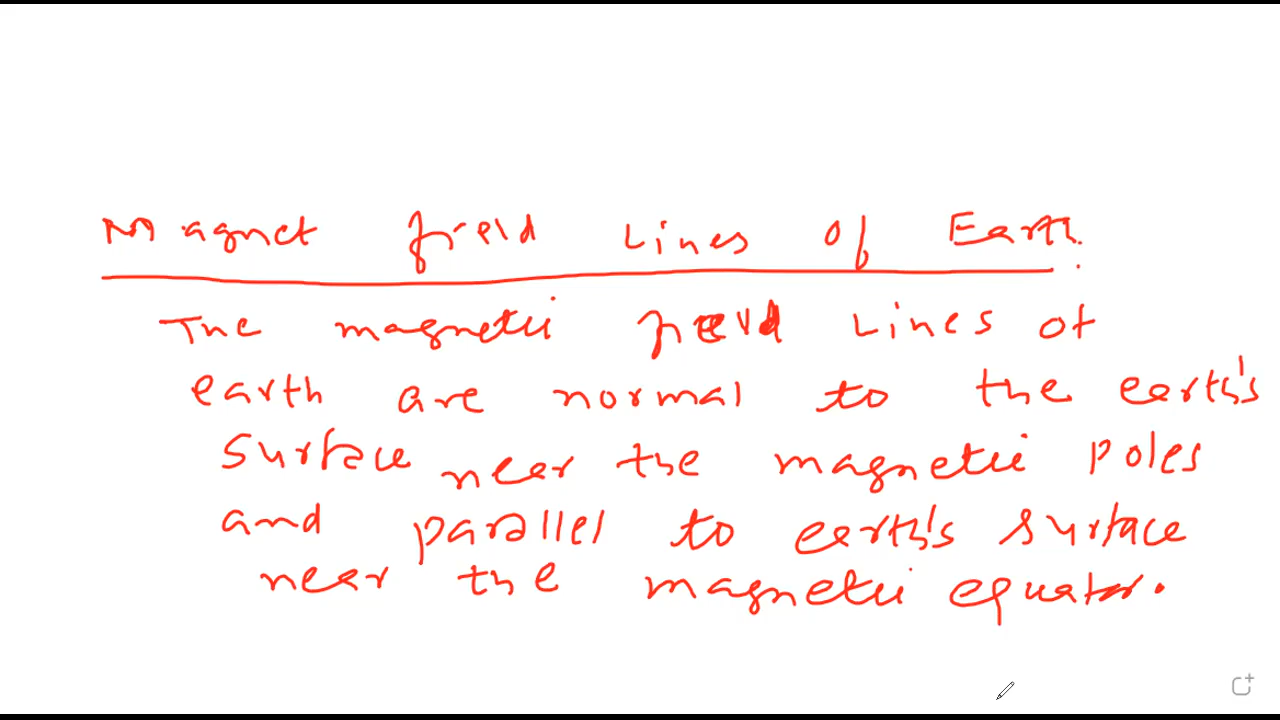 Magnet field Lines of Earth.
The magnetic field Lines of
earth are normal to the earth's
surface near the magnetic poles
and parallel to earth's surface
near the magnetic equator.